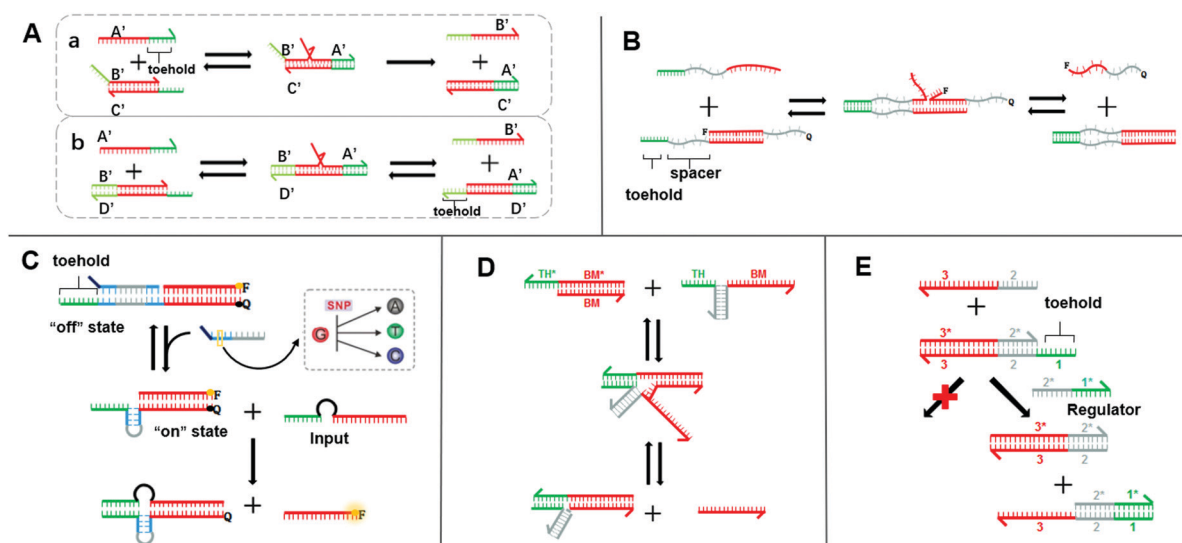 A
a
A'
toehold
B'
C'
B' A'
C'
B'
A'
C'
b
A'
B'
D'
B' A'
D'
B'
A'
toehold D'
B
F
Q
F
Q
F Q
spacer
toehold
C
toehold
F
Q
"off" state
SNP
G
A
T
C
F
Q
"on" state
Input
Q
F
D
TH* BM*
BM
TH BM
E
3 2
toehold
3* 2*
3 2 1
2* 1*
Regulator
3* 2*
3 2
2* 1*
3 2 1